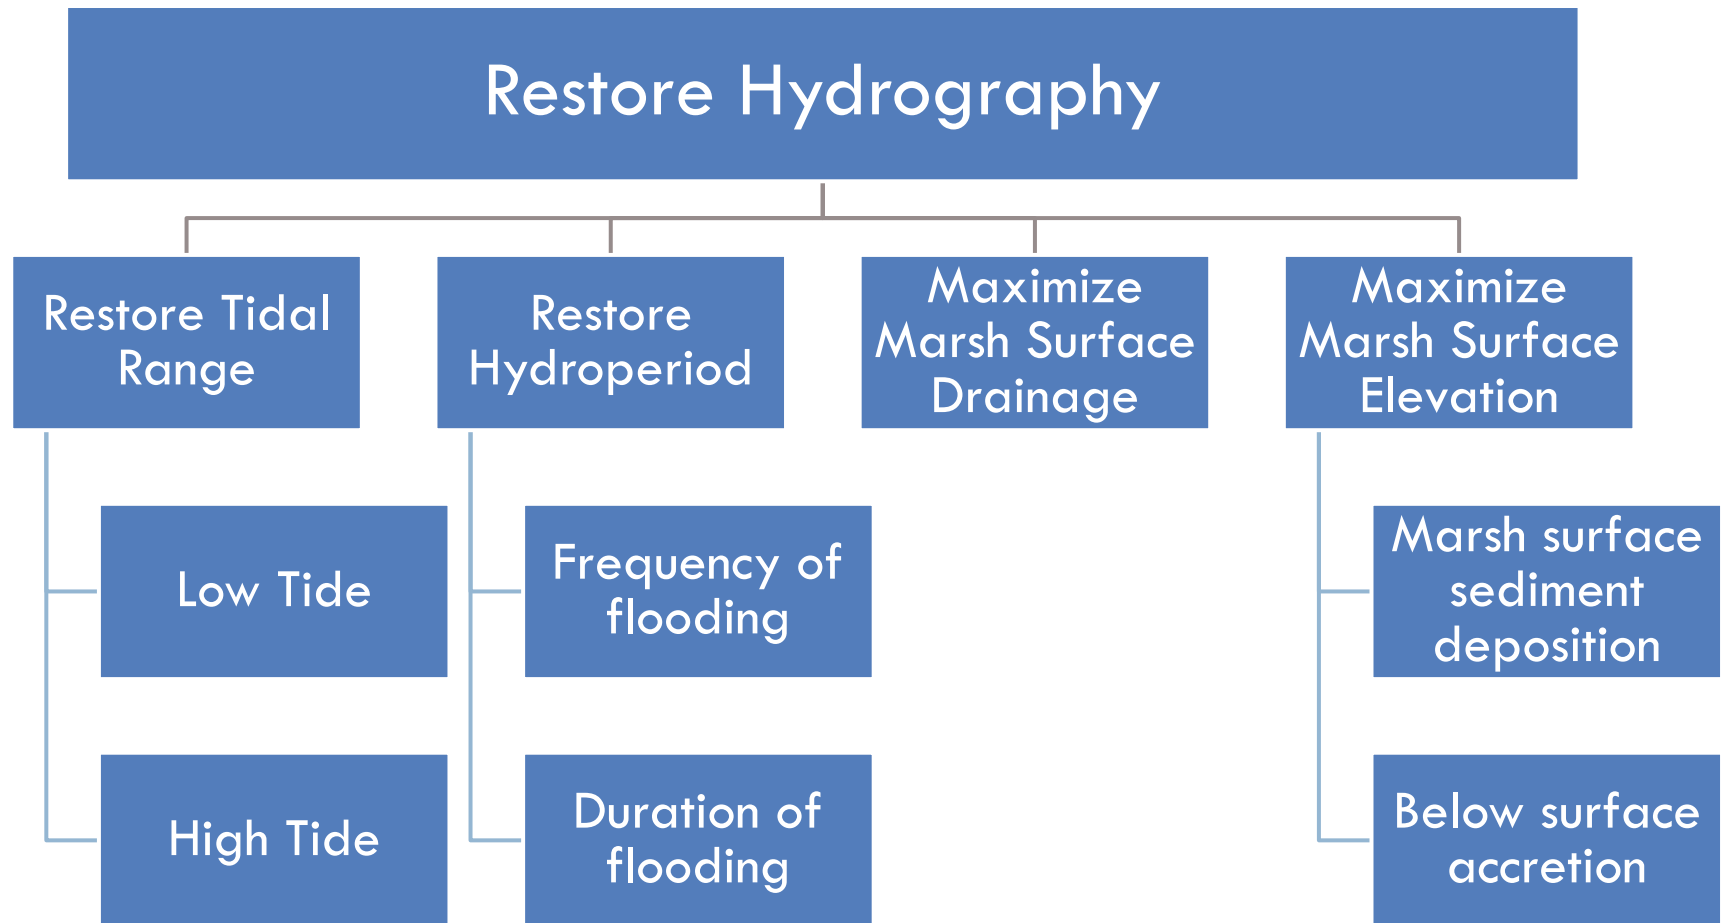 Restore Hydrography
Restore Tidal
Range
Restore
Hydroperiod
Maximize
Marsh Surface
Drainage
Maximize
Marsh Surface
Elevation
Low Tide
High Tide
Frequency of
flooding
Duration of
flooding
Marsh surface
sediment
deposition
Below surface
accretion